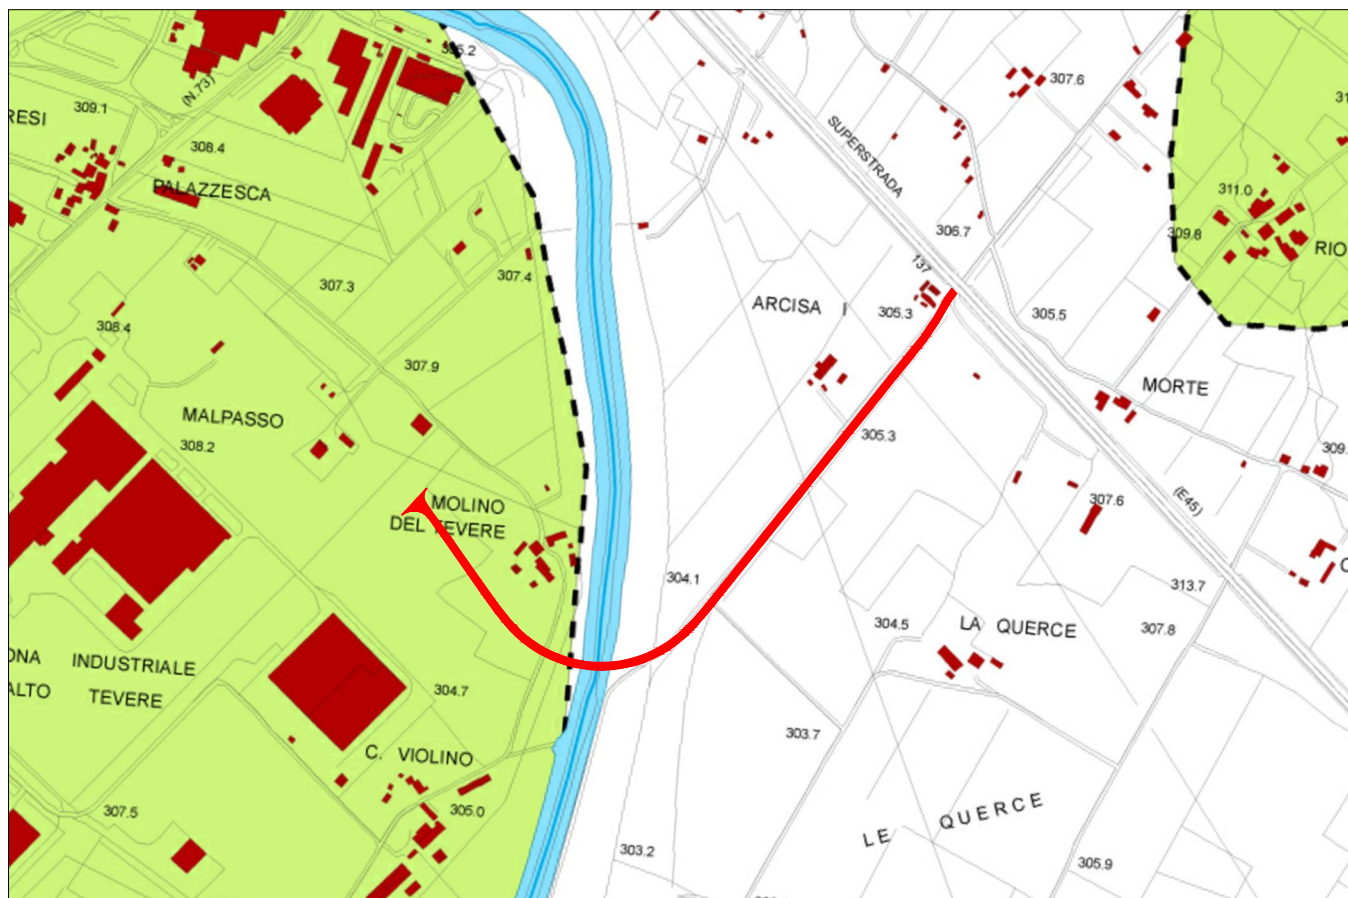 305.2
307.6
309.1
(N.73)
RESI
308.4
PALAZZESCA
SUPERSTRADA
311.0
309.8
RIO
306.7
137
307.4
307.3
ARCISA I
305.3
305.5
308.4
307.9
MORTE
MALPASSO
308.2
305.3
309.
MOLINO
DEL TEVERE
307.6
(E45)
304.1
313.7
304.5
LA QUERCE
307.8
ONA INDUSTRIALE
ALTO TEVERE
304.7
303.7
C. VIOLINO
307.5
305.0
LE QUERCE
303.2
305.9